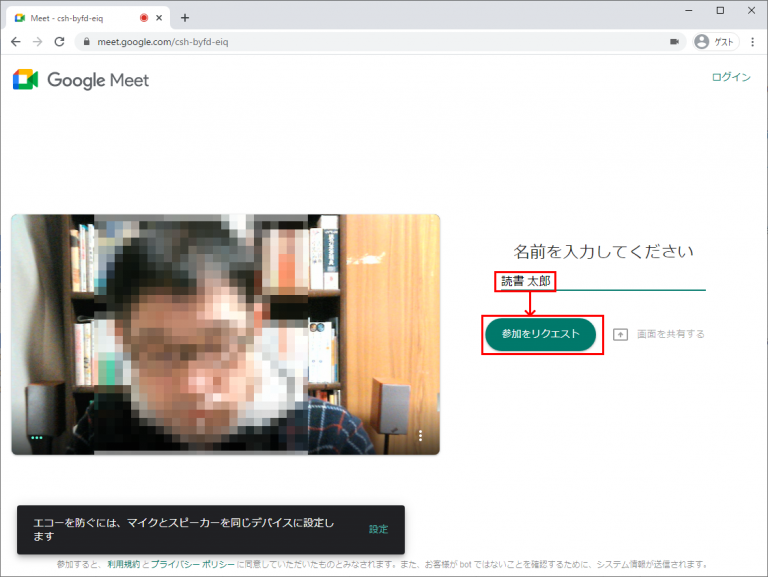 Meet - csh-byfd-eiq
meet.google.com/csh-byfd-eiq
ゲスト
Google Meet
ログイン
名前を入力してください
読書 太郎
参加をリクエスト
画面を共有する
エコーを防ぐには、マイクとスピーカーを同じデバイスに設定し
ます
設定
参加すると、利用規約とプライバシー ポリシーに同意していただいたものとみなされます。また、お客様が bot ではないことを確認するために、システム情報が送信されます。